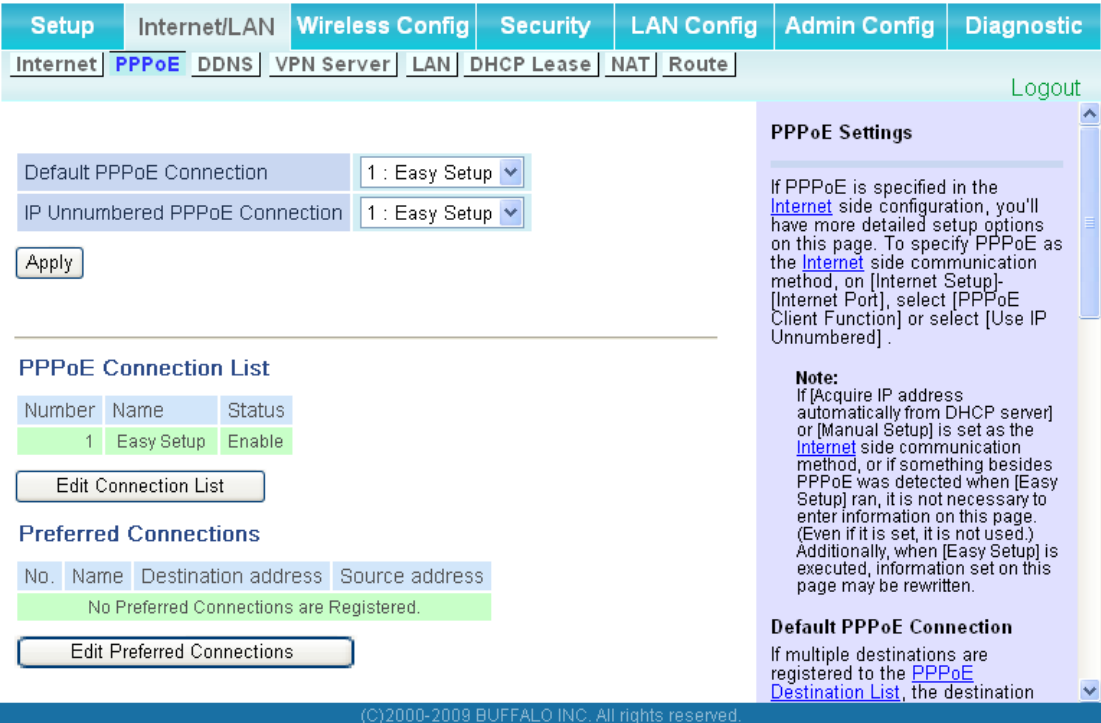 Setup Internet/LAN Wireless Config Security LAN Config Admin Config Diagnostic
Internet PPPoE DDNS VPN Server LAN DHCP Lease NAT Route
Logout
Default PPPoE Connection 1 : Easy Setup
IP Unnumbered PPPoE Connection 1 : Easy Setup
Apply
PPPoE Connection List
Number Name Status
1 Easy Setup Enable
Edit Connection List
Preferred Connections
No. Name Destination address Source address
No Preferred Connections are Registered.
Edit Preferred Connections
PPPoE Settings
If PPPoE is specified in the
Internet side configuration, you'll
have more detailed setup options
on this page. To specify PPPoE as
the Internet side communication
method, on [Internet Setup]-
[Internet Port], select [PPPoE
Client Function] or select [Use IP
Unnumbered] .
Note:
If [Acquire IP address
automatically from DHCP server]
or [Manual Setup] is set as the
Internet side communication
method, or if something besides
PPPoE was detected when [Easy
Setup] ran, it is not necessary to
enter information on this page.
(Even if it is set, it is not used.)
Additionally, when [Easy Setup] is
executed, information set on this
page may be rewritten.
Default PPPoE Connection
If multiple destinations are
registered to the PPPoE
Destination List, the destination
(C)2000-2009 BUFFALO INC. All rights reserved.